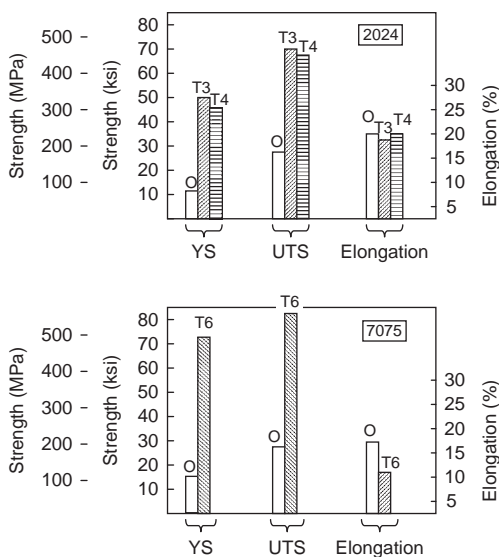 2024
Strength (MPa)
500
400
300
200
100
Strength (ksi)
80
70
60
50
40
30
20
10
O
T3
T4
O
T3
T4
O
T3
T4
30
25
20
15
10
5
Elongation (%)
YS
UTS
Elongation
7075
Strength (MPa)
500
400
300
200
100
Strength (ksi)
80
70
60
50
40
30
20
10
O
T6
O
T6
O
T6
30
25
20
15
10
5
Elongation (%)
YS
UTS
Elongation